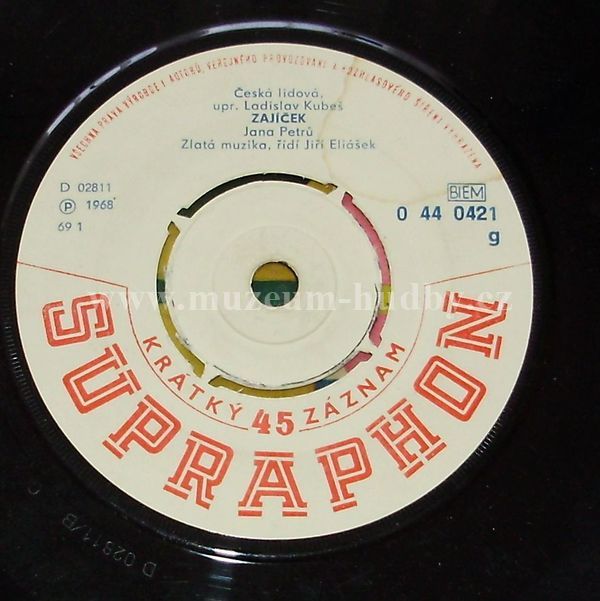 VŠECHNA PRÁVA VÝROBCE I AUTORŮ, VEŘEJNÉHO PROVOZOVÁNÍ A ROZHLASOVÉHO ŠÍŘENÍ VYHRAZENA
Česká lidová,
upr. Ladislav Kubeš
ZAJÍČEK
Jana Petrů
Zlatá muzika, řídí Jiří Eliášek
D 02811
Ⓟ 1968
69 1
BIEM
0 44 0421
g
www.muzeum-hudby.cz
KRATKÝ 45 ZÁZNAM
SUPRAPHON
D 02811/B